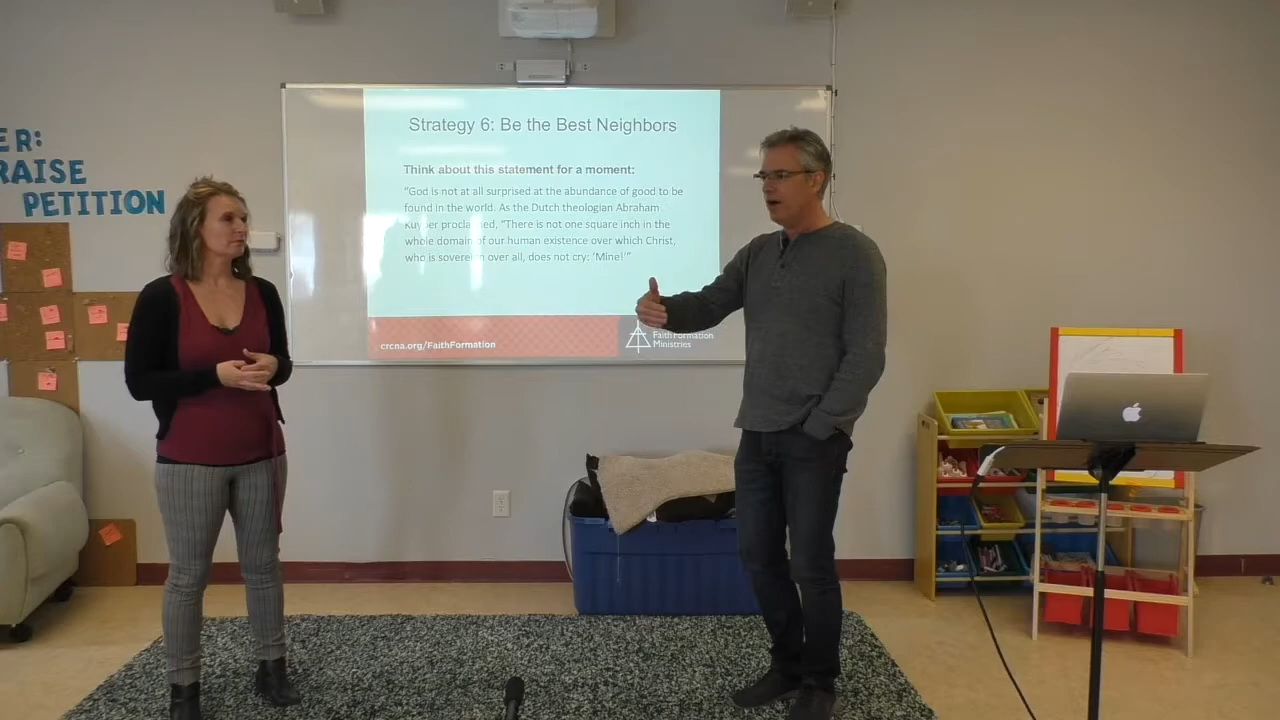 ER:
RAISE
PETITION
Strategy 6: Be the Best Neighbors
Think about this statement for a moment:
"God is not at all surprised at the abundance of good to be
found in the world. As the Dutch theologian Abraham
Kuyper proclaimed, "There is not one square inch in the
whole domain of our human existence over which Christ,
who is sovereign over all, does not cry: 'Mine!'"
crcna.org/FaithFormation
Faith Formation
Ministries